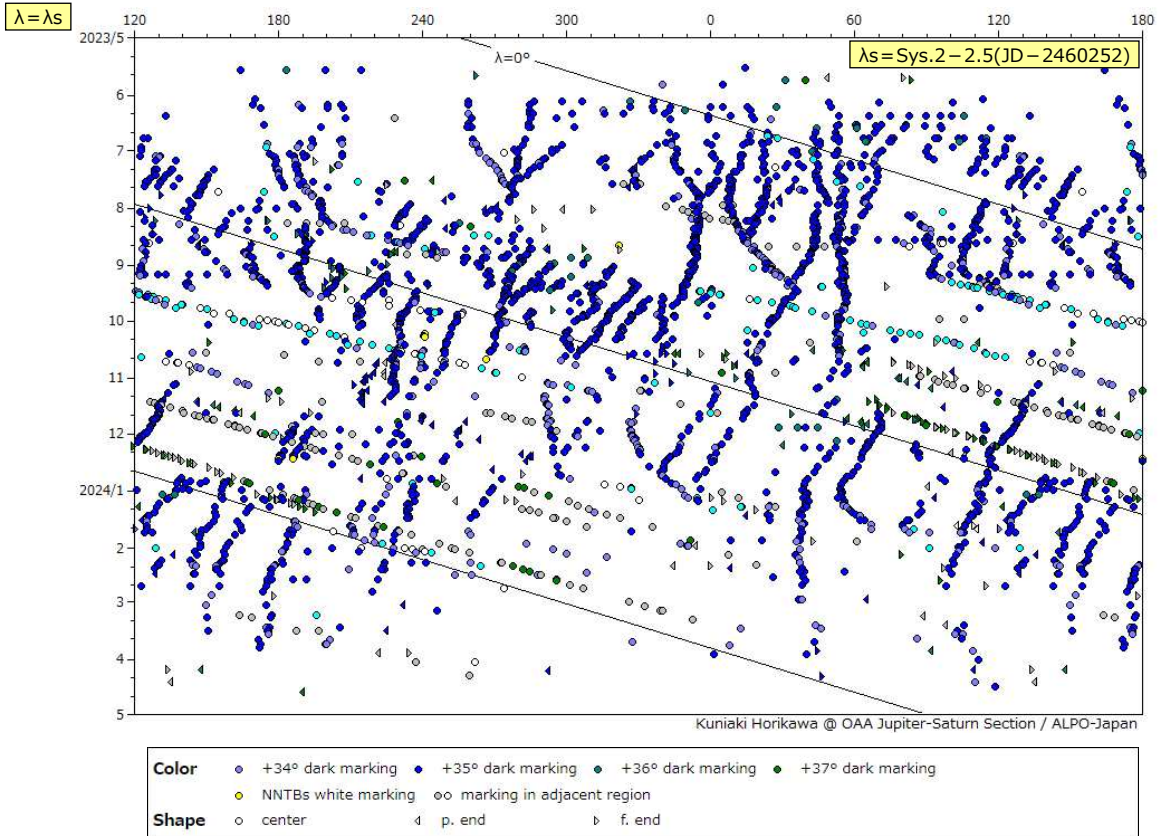 λ=λs
120 180 240 300 0 60 120 180
2023/5
λ=0°
λs=Sys.2−2.5(JD−2460252)
6
7
8
9
10
11
12
2024/1
2
3
4
5
Kuniaki Horikawa @ OAA Jupiter-Saturn Section / ALPO-Japan
Color +34° dark marking +35° dark marking +36° dark marking +37° dark marking
NNTBs white marking marking in adjacent region
Shape center p. end f. end